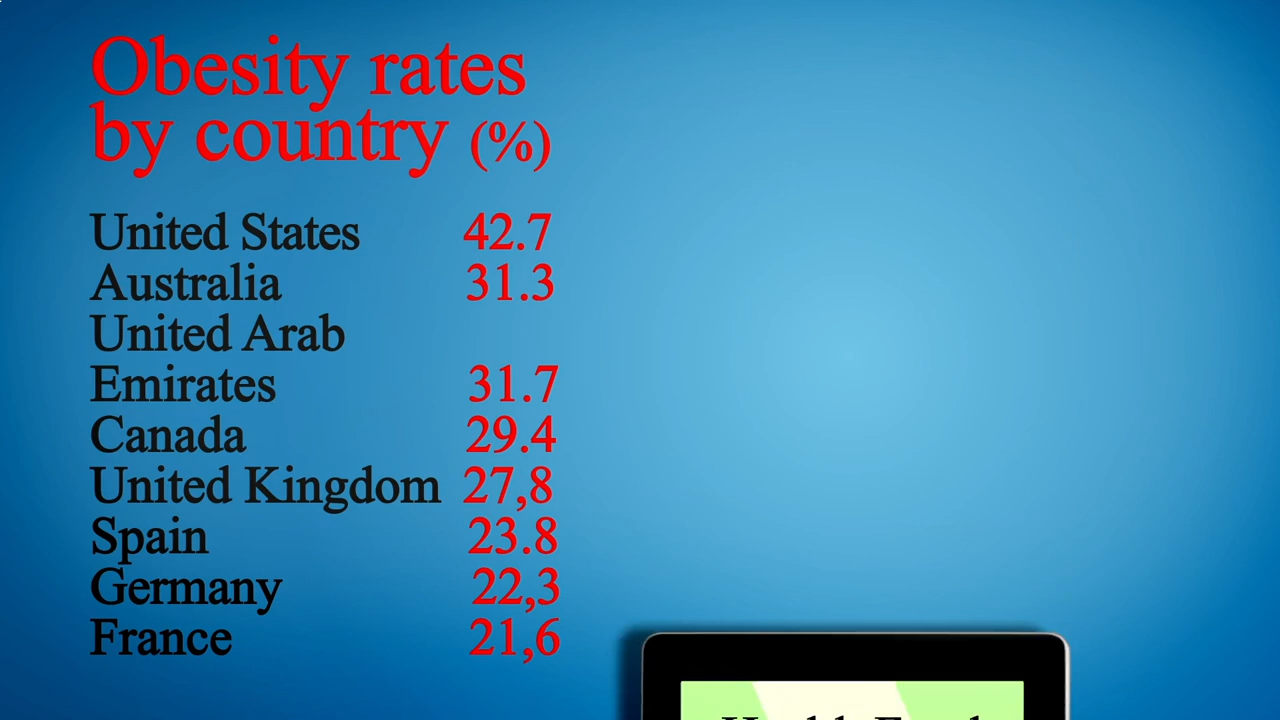 Obesity rates
by country (%)
United States 42.7
Australia 31.3
United Arab
Emirates 31.7
Canada 29.4
United Kingdom 27,8
Spain 23.8
Germany 22,3
France 21,6